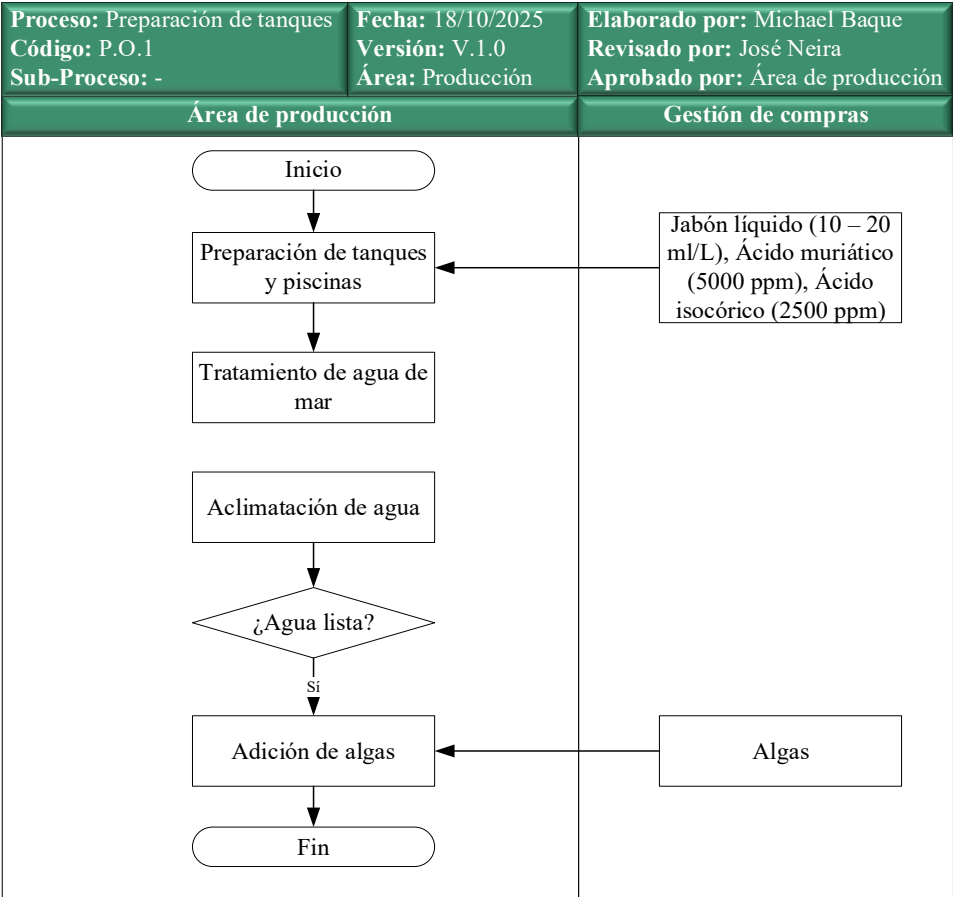 Proceso: Preparación de tanques
Código: P.O.1
Sub-Proceso: -
Fecha: 18/10/2025
Versión: V.1.0
Área: Producción
Elaborado por: Michael Baque
Revisado por: José Neira
Aprobado por: Área de producción
Área de producción
Gestión de compras
Inicio
Preparación de tanques
y piscinas
Jabón líquido (10 – 20
ml/L), Ácido muriático
(5000 ppm), Ácido
isocórico (2500 ppm)
Tratamiento de agua de
mar
Aclimatación de agua
¿Agua lista?
Sí
Adición de algas
Algas
Fin